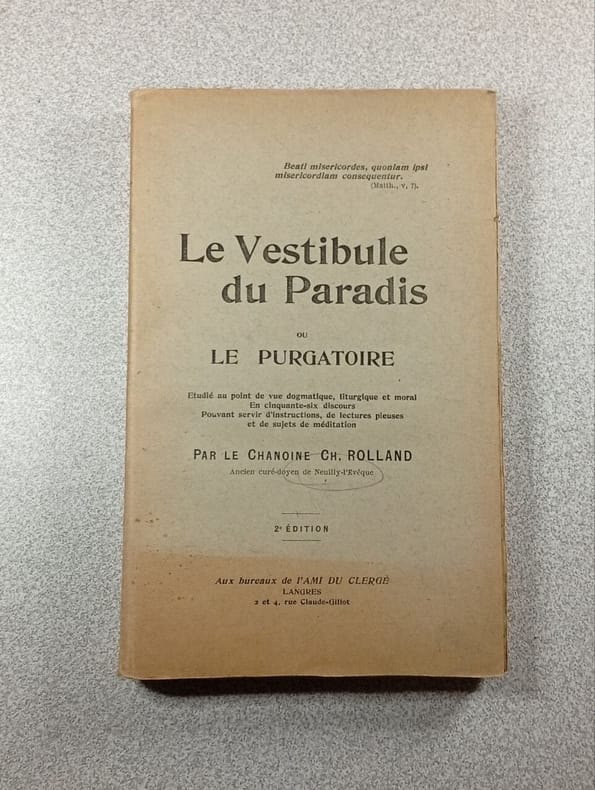 Beati misericordes, quoniam ipsi
misericordiam consequentur.
(Matth., v, 7).
Le Vestibule
du Paradis
OU
LE PURGATOIRE
Etudié au point de vue dogmatique, liturgique et moral
En cinquante-six discours
Pouvant servir d'instructions, de lectures pieuses
et de sujets de méditation
PAR LE CHANOINE CH. ROLLAND
Ancien curé-doyen de Neuilly-l'Evêque
2e ÉDITION
Aux bureaux de l'AMI DU CLERGÉ
LANGRES
2 et 4, rue Claude-Gillot